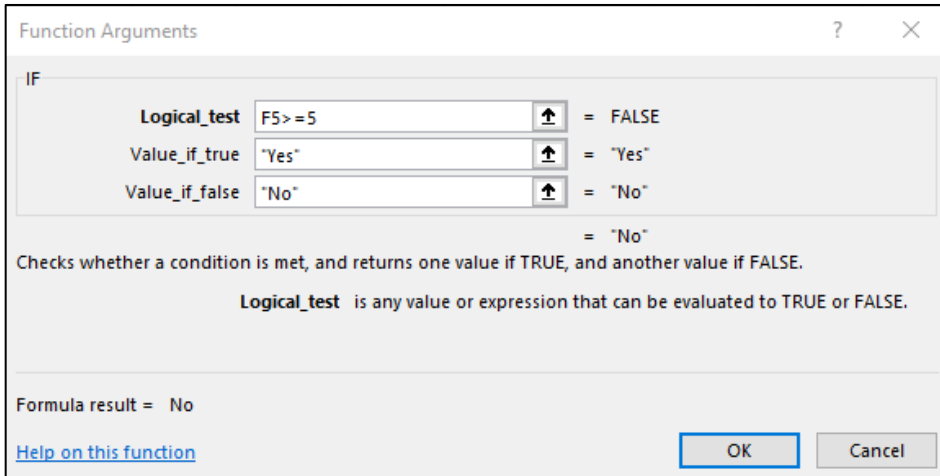 Function Arguments ? ×
IF
Logical_test F5>=5 = FALSE
Value_if_true "Yes" = "Yes"
Value_if_false "No" = "No"
= "No"
Checks whether a condition is met, and returns one value if TRUE, and another value if FALSE.
Logical_test is any value or expression that can be evaluated to TRUE or FALSE.
Formula result = No
Help on this function OK Cancel